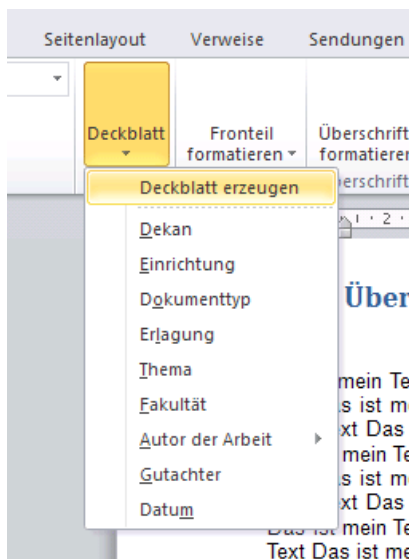 Seitenlayout Verweise Sendungen
Deckblatt Fronteil formatieren Überschrift formatieren
Deckblatt erzeugen
Dekan
Einrichtung
Dokumenttyp
Erlagung
Thema
Fakultät
Autor der Arbeit
Gutachter
Datum
2
Über
mein Te
s ist me
xt Das
mein Te
s ist m
xt Das
Das ist mein Te
Text Das ist me